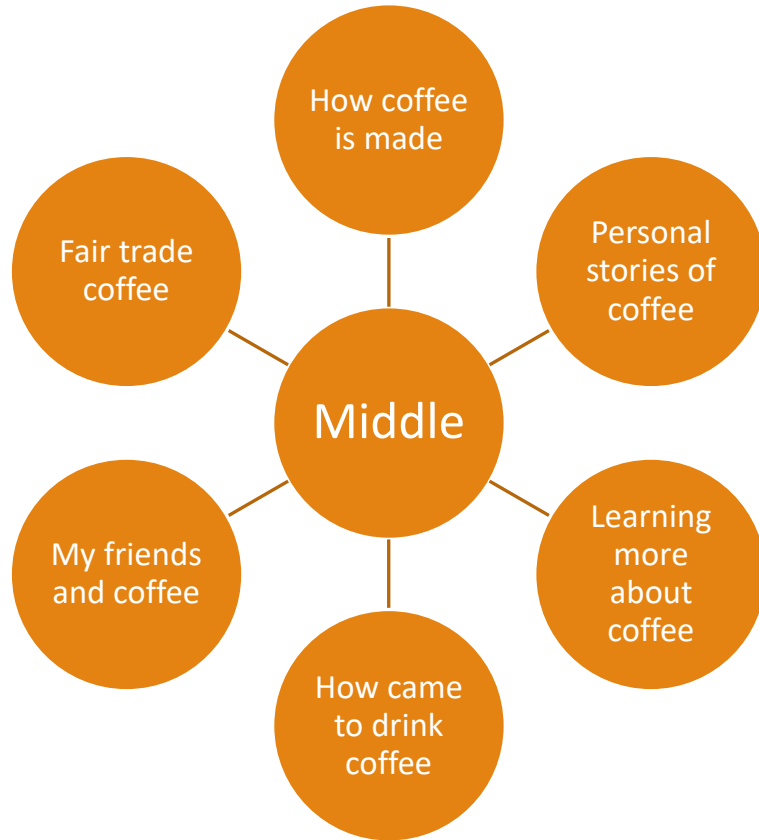 How coffee
is made
Personal
stories of
coffee
Learning
more
about
coffee
How came
to drink
coffee
My friends
and coffee
Fair trade
coffee
Middle